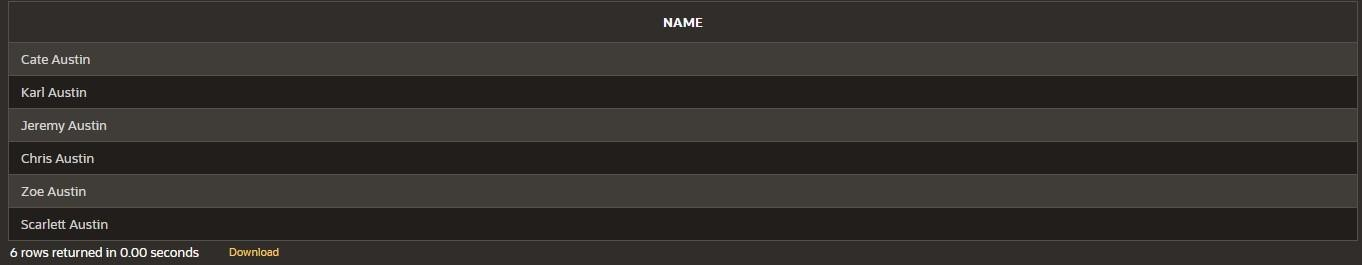 NAME
Cate Austin
Karl Austin
Jeremy Austin
Chris Austin
Zoe Austin
Scarlett Austin
6 rows returned in 0.00 seconds Download